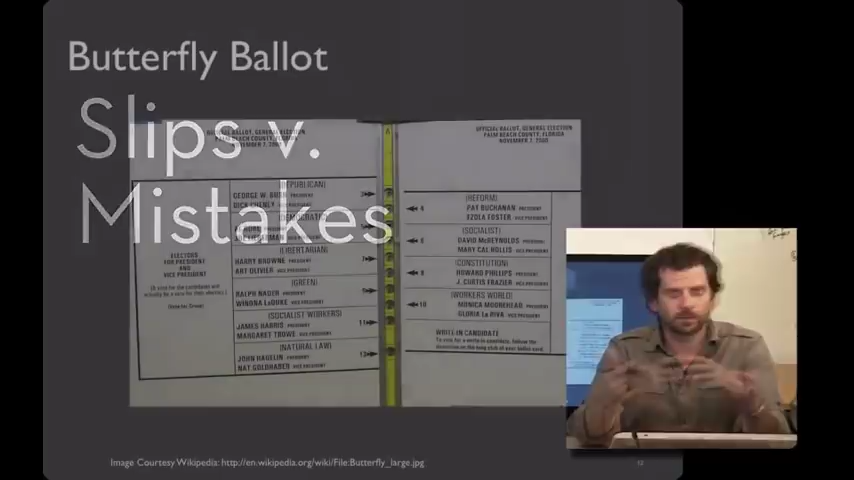 Butterfly Ballot
Slips v.
Mistakes
OFFICIAL BALLOT, GENERAL ELECTION
PALM BEACH COUNTY, FLORIDA
NOVEMBER 7, 2000
(REPUBLICAN)
GEORGE W. BUSH PRESIDENT
DICK CHENEY VICE PRESIDENT
(DEMOCRATIC)
(LIBERTARIAN)
HARRY BROWNE PRESIDENT
ART OLIVIER VICE PRESIDENT
(GREEN)
RALPH NADER PRESIDENT
WINONA LaDUKE VICE PRESIDENT
(SOCIALIST WORKERS)
JAMES HARRIS PRESIDENT
MARGARET TROWE VICE PRESIDENT
(NATURAL LAW)
JOHN HAGELIN PRESIDENT
NAT GOLDHABER VICE PRESIDENT
ELECTORS
FOR PRESIDENT
AND
VICE PRESIDENT
OFFICIAL BALLOT, GENERAL ELECTION
PALM BEACH COUNTY, FLORIDA
NOVEMBER 7, 2000
(REFORM)
4 PAT BUCHANAN PRESIDENT
EZOLA FOSTER VICE PRESIDENT
(SOCIALIST)
DAVID McREYNOLDS PRESIDENT
MARY CAL HOLLIS VICE PRESIDENT
(CONSTITUTION)
HOWARD PHILLIPS PRESIDENT
J. CURTIS FRAZIER VICE PRESIDENT
(WORKERS WORLD)
10 MONICA MOOREHEAD PRESIDENT
GLORIA La RIVA VICE PRESIDENT
WRITE-IN CANDIDATE
Image Courtesy Wikipedia: http://en.wikipedia.org/wiki/File:Butterfly_large.jpg
12